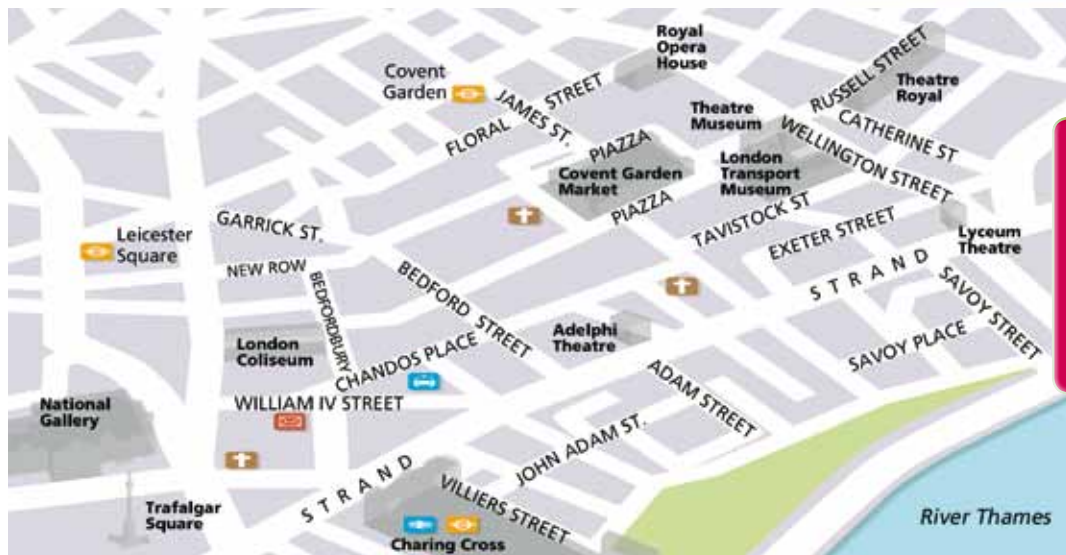 Royal
Opera
House
Covent
Garden
JAMES ST.
FLORAL STREET
RUSSELL STREET
Theatre
Royal
Theatre
Museum
CATHERINE ST
WELLINGTON STREET
PIAZZA
Covent Garden
Market
PIAZZA
London
Transport
Museum
TAVISTOCK ST
EXETER STREET
Lyceum
Theatre
GARRICK ST.
Leicester
Square
NEW ROW
BEDFORDBURY
BEDFORD STREET
STRAND
SAVOY STREET
SAVOY PLACE
London
Coliseum
CHANDOS PLACE
Adelphi
Theatre
ADAM STREET
WILLIAM IV STREET
National
Gallery
JOHN ADAM ST.
STRAND
VILLIERS STREET
Trafalgar
Square
Charing Cross
River Thames